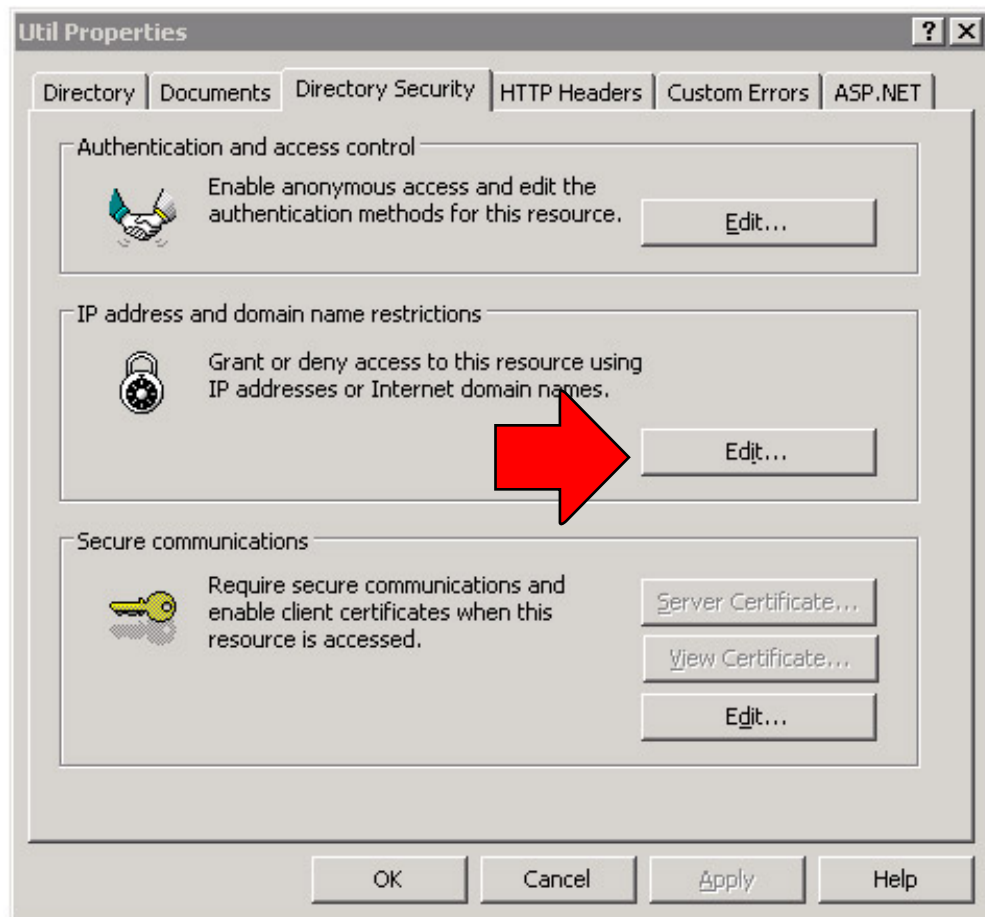 Util Properties
Directory Documents Directory Security HTTP Headers Custom Errors ASP.NET
Authentication and access control
Enable anonymous access and edit the
authentication methods for this resource.
Edit...
IP address and domain name restrictions
Grant or deny access to this resource using
IP addresses or Internet domain names.
Edit...
Secure communications
Require secure communications and
enable client certificates when this
resource is accessed.
Server Certificate...
View Certificate...
Edit...
OK Cancel Apply Help